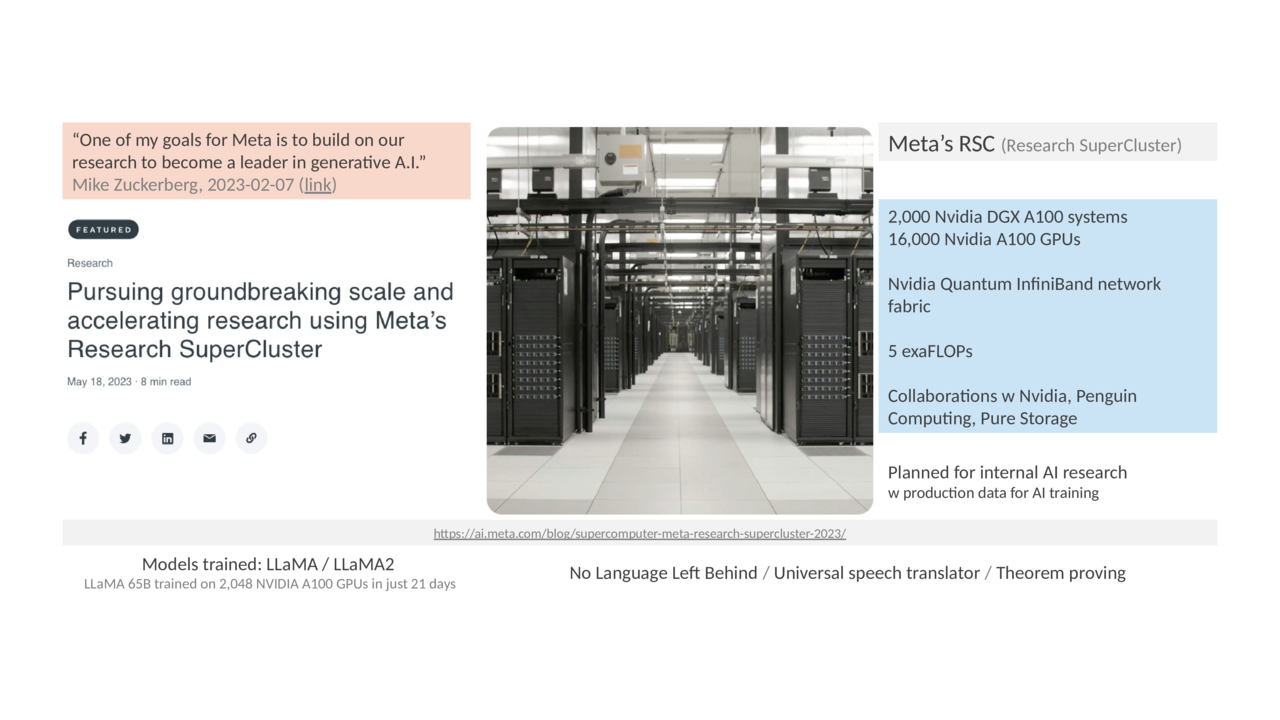 “One of my goals for Meta is to build on our
research to become a leader in generative A.I.”
Mike Zuckerberg, 2023-02-07 (link)
FEATURED
Research
Pursuing groundbreaking scale and
accelerating research using Meta’s
Research SuperCluster
May 18, 2023 · 8 min read
Meta’s RSC (Research SuperCluster)
2,000 Nvidia DGX A100 systems
16,000 Nvidia A100 GPUs
Nvidia Quantum InfiniBand network
fabric
5 exaFLOPs
Collaborations w Nvidia, Penguin
Computing, Pure Storage
Planned for internal AI research
w production data for AI training
https://ai.meta.com/blog/supercomputer-meta-research-supercluster-2023/
Models trained: LLaMA / LLaMA2
LLaMA 65B trained on 2,048 NVIDIA A100 GPUs in just 21 days
No Language Left Behind / Universal speech translator / Theorem proving